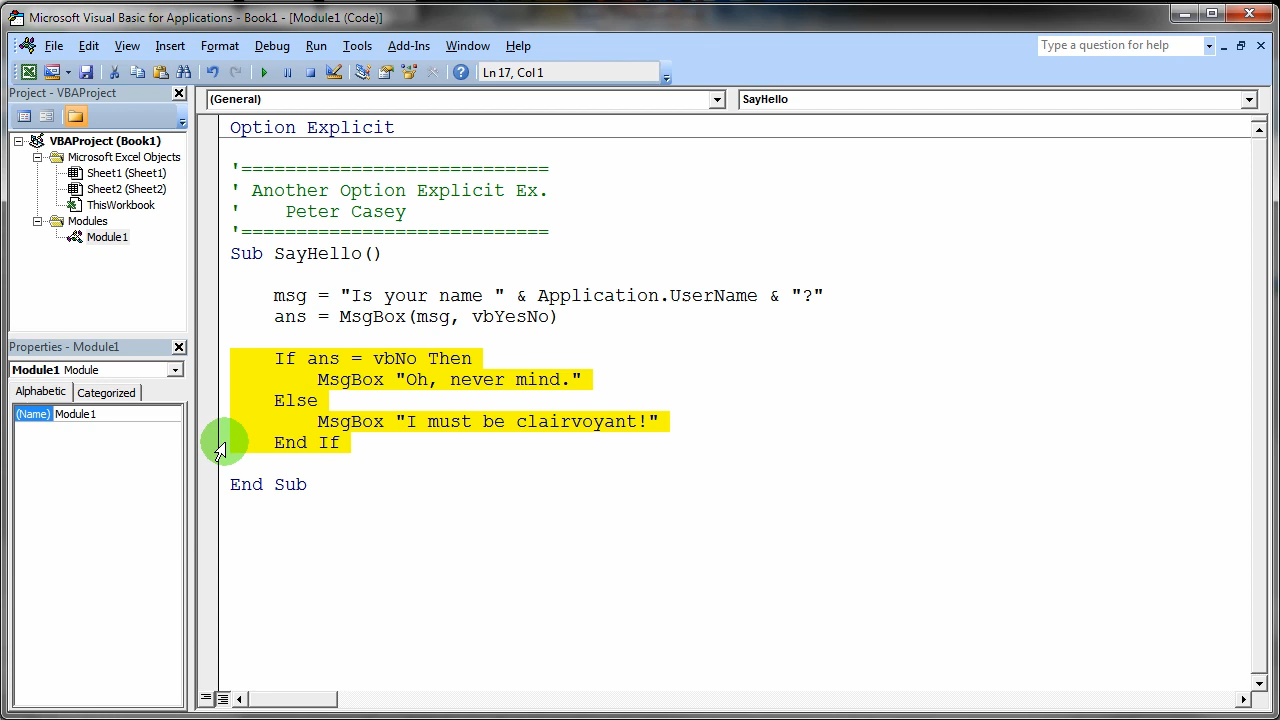 Microsoft Visual Basic for Applications - Book1 - [Module1 (Code)]
File Edit View Insert Format Debug Run Tools Add-Ins Window Help
Type a question for help
Ln 17, Col 1
Project - VBAProject
VBAProject (Book1)
Microsoft Excel Objects
Sheet1 (Sheet1)
Sheet2 (Sheet2)
ThisWorkbook
Modules
Module1
Properties - Module1
Module1 Module
Alphabetic Categorized
(Name) Module1
(General) SayHello
Option Explicit
'============================
' Another Option Explicit Ex.
'    Peter Casey
'============================
Sub SayHello()
    msg = "Is your name " & Application.UserName & "?"
    ans = MsgBox(msg, vbYesNo)
    If ans = vbNo Then
        MsgBox "Oh, never mind."
    Else
        MsgBox "I must be clairvoyant!"
    End If
End Sub